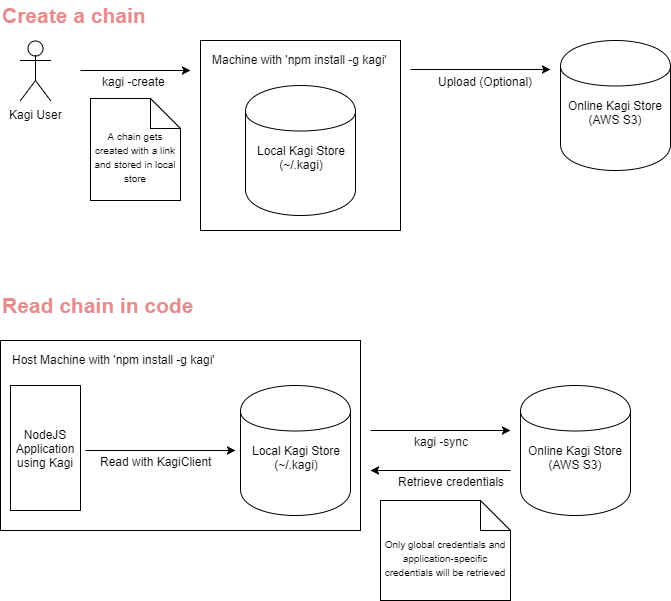 Create a chain
Kagi User
kagi -create
A chain gets
created with a link
and stored in local
store
Machine with 'npm install -g kagi'
Local Kagi Store
(~/.kagi)
Upload (Optional)
Online Kagi Store
(AWS S3)
Read chain in code
Host Machine with 'npm install -g kagi'
NodeJS
Application
using Kagi
Read with KagiClient
Local Kagi Store
(~/.kagi)
kagi -sync
Retrieve credentials
Only global credentials and
application-specific
credentials will be retrieved
Online Kagi Store
(AWS S3)